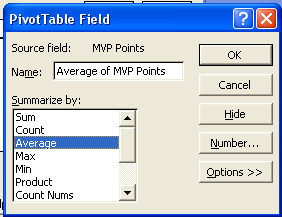 PivotTable Field
Source field: MVP Points
Name: Average of MVP Points
Summarize by:
Sum
Count
Average
Max
Min
Product
Count Nums
OK
Cancel
Hide
Number...
Options >>